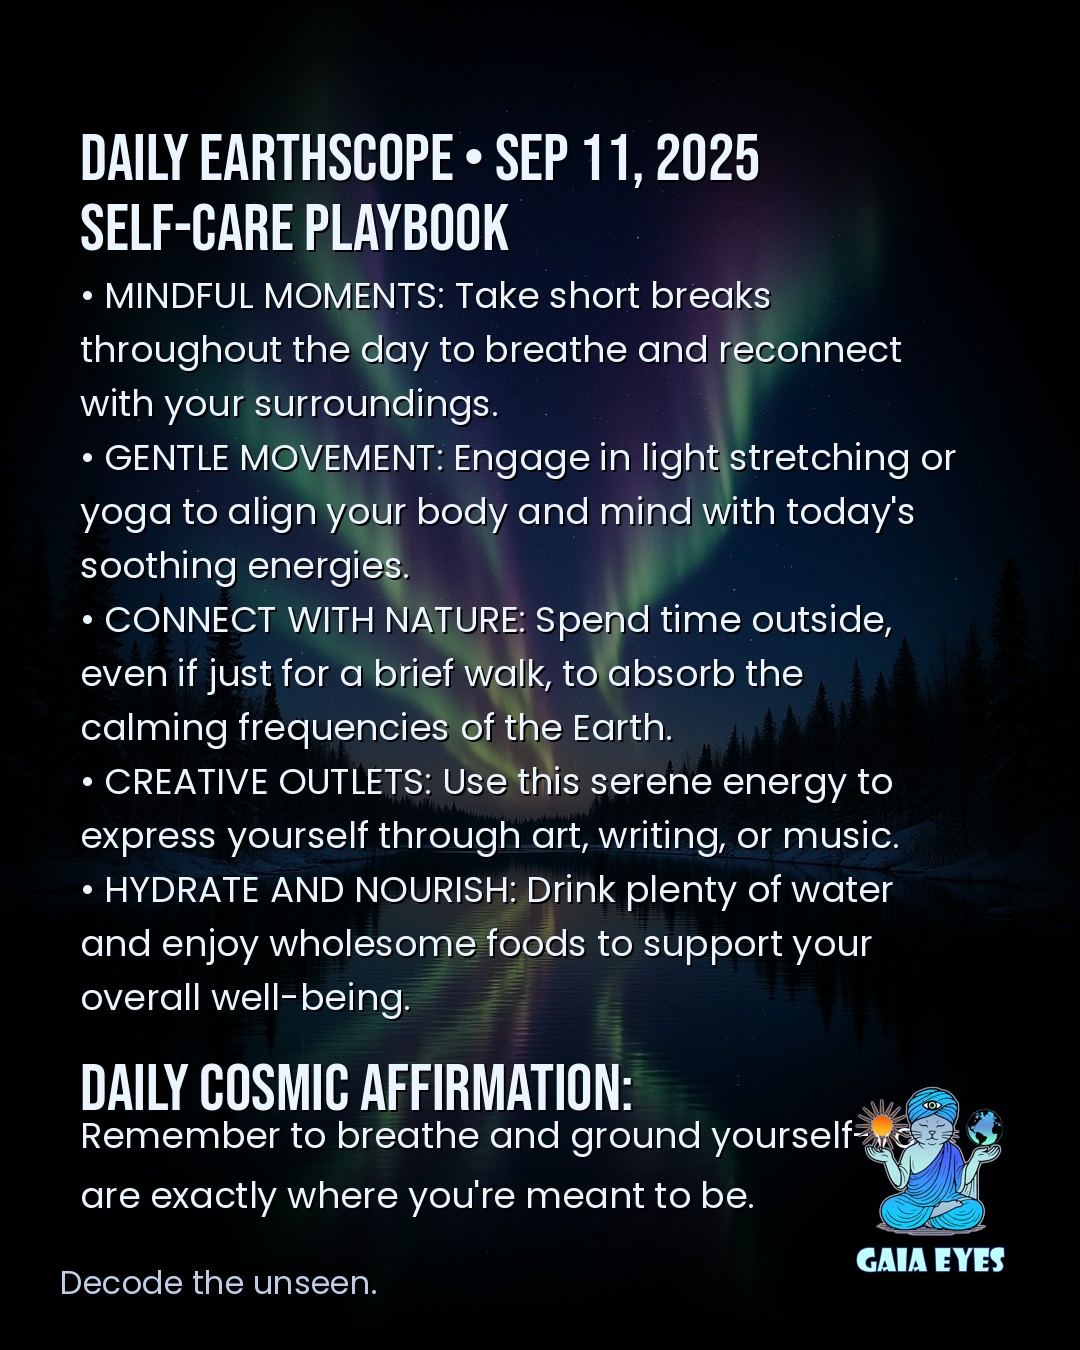 DAILY EARTHSCOPE • SEP 11, 2025
SELF-CARE PLAYBOOK
• MINDFUL MOMENTS: Take short breaks
throughout the day to breathe and reconnect
with your surroundings.
• GENTLE MOVEMENT: Engage in light stretching or
yoga to align your body and mind with today's
soothing energies.
• CONNECT WITH NATURE: Spend time outside,
even if just for a brief walk, to absorb the
calming frequencies of the Earth.
• CREATIVE OUTLETS: Use this serene energy to
express yourself through art, writing, or music.
• HYDRATE AND NOURISH: Drink plenty of water
and enjoy wholesome foods to support your
overall well-being.
DAILY COSMIC AFFIRMATION:
Remember to breathe and ground yourself-
are exactly where you're meant to be.
GAIA EYES
Decode the unseen.